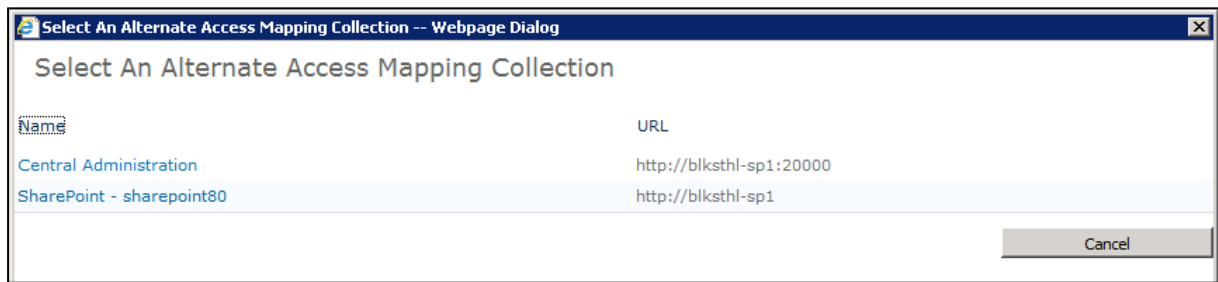 Select An Alternate Access Mapping Collection -- Webpage Dialog
Select An Alternate Access Mapping Collection
Name URL
Central Administration http://blksthl-sp1:20000
SharePoint - sharepoint80 http://blksthl-sp1
Cancel